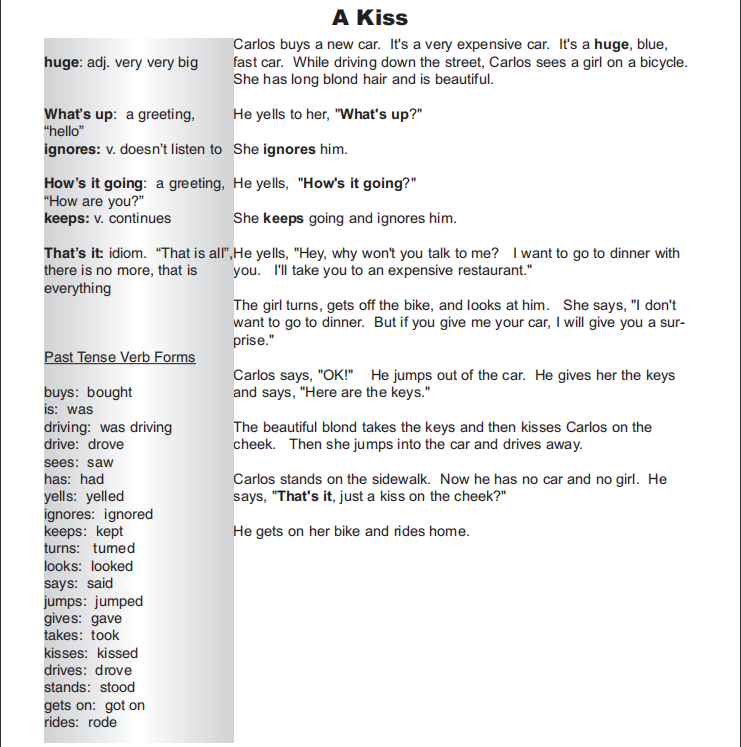 A Kiss
huge: adj. very very big
What's up:  a greeting,
“hello”
ignores: v. doesn't listen to
How's it going:  a greeting,
“How are you?”
keeps: v. continues
That's it: idiom.  “That is all”,
there is no more, that is
everything
Past Tense Verb Forms
buys:  bought
is:  was
driving:  was driving
drive:  drove
sees:  saw
has:  had
yells:  yelled
ignores:  ignored
keeps:  kept
turns:   turned
looks:  looked
says:  said
jumps:  jumped
gives:  gave
takes:  took
kisses:  kissed
drives:  drove
stands:  stood
gets on:  got on
rides:  rode
Carlos buys a new car.  It's a very expensive car.  It's a huge, blue,
fast car.  While driving down the street, Carlos sees a girl on a bicycle.
She has long blond hair and is beautiful.
He yells to her, "What's up?"
She ignores him.
He yells,  "How's it going?"
She keeps going and ignores him.
He yells, "Hey, why won't you talk to me?   I want to go to dinner with
you.   I'll take you to an expensive restaurant."
The girl turns, gets off the bike, and looks at him.   She says, "I don't
want to go to dinner.  But if you give me your car, I will give you a sur-
prise."
Carlos says, "OK!"    He jumps out of the car.  He gives her the keys
and says, "Here are the keys."
The beautiful blond takes the keys and then kisses Carlos on the
cheek.   Then she jumps into the car and drives away.
Carlos stands on the sidewalk.  Now he has no car and no girl.  He
says, "That's it, just a kiss on the cheek?"
He gets on her bike and rides home.